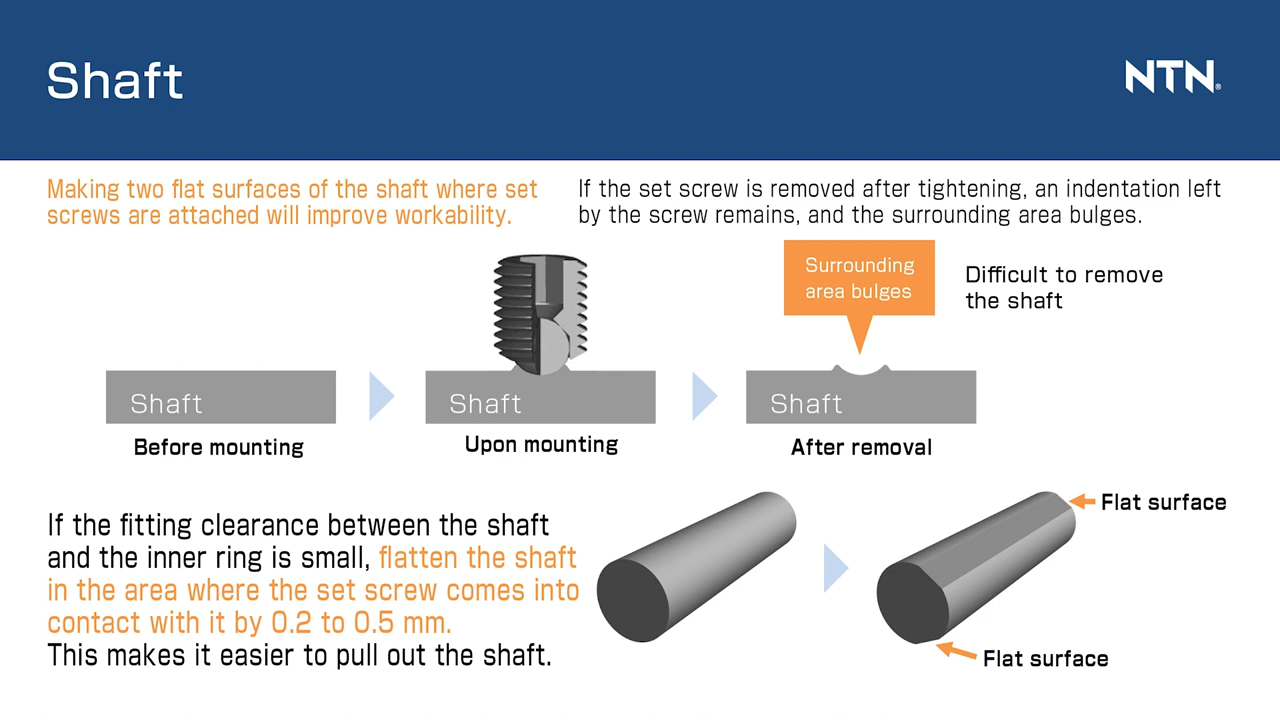 Shaft
NTN®
Making two flat surfaces of the shaft where set
screws are attached will improve workability.
If the set screw is removed after tightening, an indentation left
by the screw remains, and the surrounding area bulges.
Surrounding
area bulges
Difficult to remove
the shaft
Shaft
Shaft
Shaft
Before mounting
Upon mounting
After removal
If the fitting clearance between the shaft
and the inner ring is small, flatten the shaft
in the area where the set screw comes into
contact with it by 0.2 to 0.5 mm.
This makes it easier to pull out the shaft.
Flat surface
Flat surface